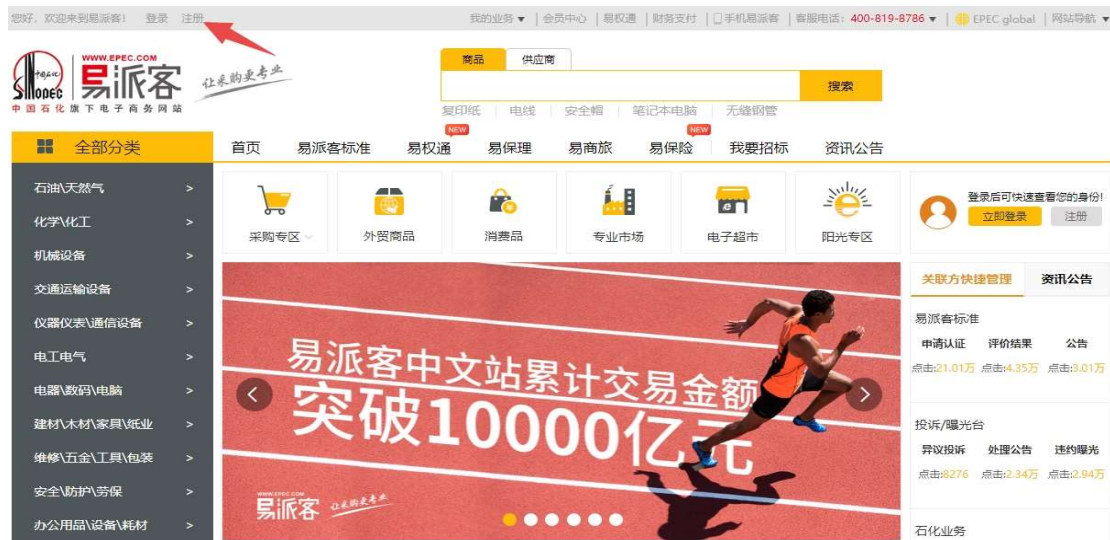 您好，欢迎来到易派客！ 登录 注册
我的业务 ▼ | 会员中心 | 易权通 | 财务支付 | 手机易派客 | 客服电话：400-819-8786 ▼ | EPEC global | 网站导航 ▼
SINOPEC
中国石化旗下电子商务网站
WWW.EPEC.COM
易派客
让采购更专业
商品 供应商
搜索
复印纸 | 电线 | 安全帽 | 笔记本电脑 | 无缝钢管
NEW NEW
全部分类 首页 易派客标准 易权通 易保理 易商旅 易保险 我要招标 资讯公告
石油\天然气 >
化学\化工 >
机械设备 >
交通运输设备 >
仪器仪表\通信设备 >
电工电气 >
电器\数码\电脑 >
建材\木材\家具\纸业 >
维修\五金\工具\包装 >
安全\防护\劳保 >
办公用品\设备\耗材 >
采购专区 外贸商品 消费品 专业市场 电子超市 阳光专区
易派客中文站累计交易金额
突破10000亿元
WWW.EPEC.COM
易派客 让采购更专业
登录后可快速查看您的身份!
立即登录 注册
关联方快捷管理 资讯公告
易派客标准
申请认证 评价结果 公告
点击:21.01万 点击:4.35万 点击:3.01万
投诉/曝光台
异议投诉 处理公告 违约曝光
点击:8276 点击:2.34万 点击:2.94万
石化业务